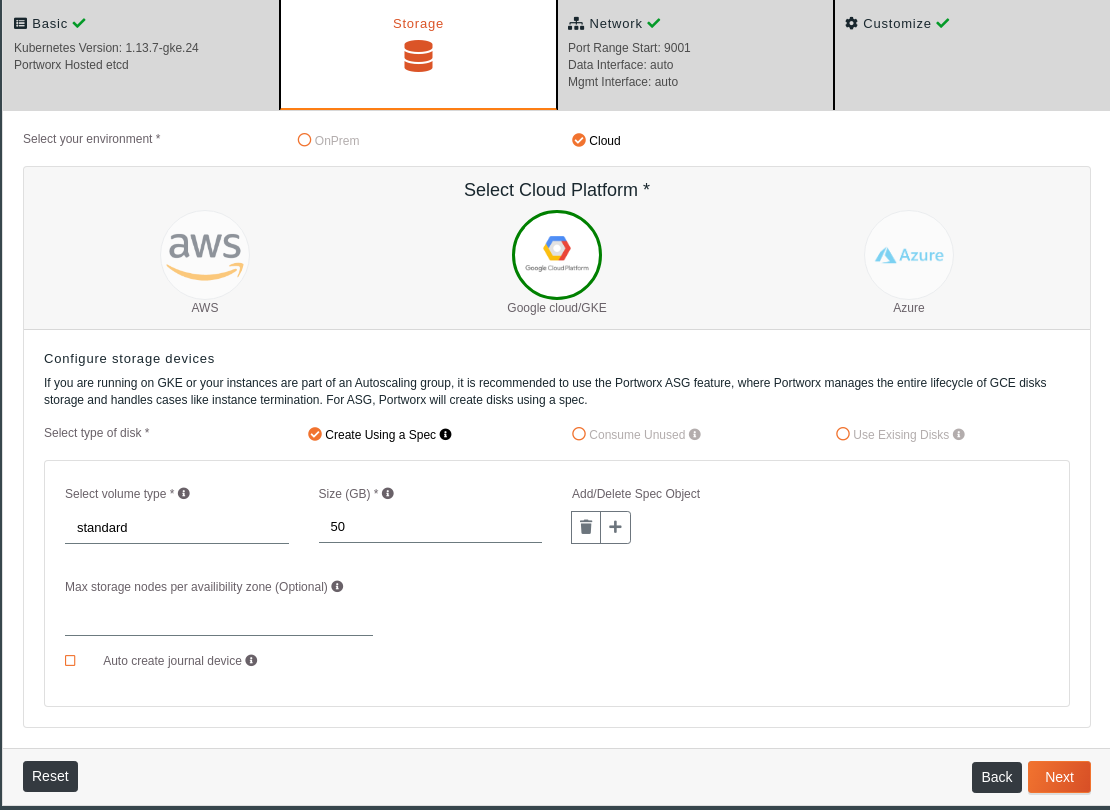 Basic
Kubernetes Version: 1.13.7-gke.24
Portworx Hosted etcd
Storage
Network
Port Range Start: 9001
Data Interface: auto
Mgmt Interface: auto
Customize
Select your environment *
OnPrem
Cloud
Select Cloud Platform *
aws
Google Cloud Platform
Azure
AWS
Google cloud/GKE
Azure
Configure storage devices
If you are running on GKE or your instances are part of an Autoscaling group, it is recommended to use the Portworx ASG feature, where Portworx manages the entire lifecycle of GCE disks
storage and handles cases like instance termination. For ASG, Portworx will create disks using a spec.
Select type of disk *
Create Using a Spec
Consume Unused
Use Exising Disks
Select volume type *
Size (GB) *
Add/Delete Spec Object
standard
50
Max storage nodes per availibility zone (Optional)
Auto create journal device
Reset
Back
Next